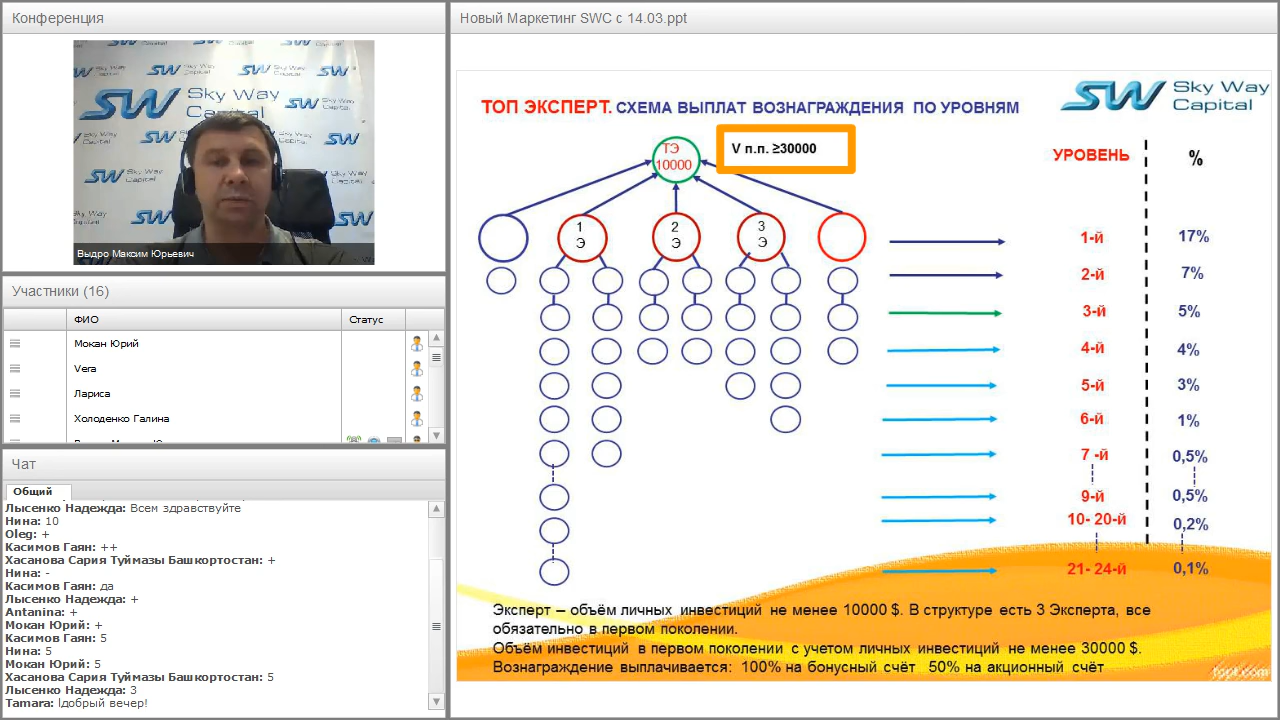 Конференция
SW Sky Way Capital
Выдро Максим Юрьевич
Участники (16)
ФИО
Статус
Мокан Юрий
Vera
Лариса
Холоденко Галина
Чат
Общий
Лысенко Надежда: Всем здравствуйте
Нина: 10
Oleg: +
Касимов Гаян: ++
Хасанова Сария Туймазы Башкортостан: +
Нина: -
Касимов Гаян: да
Лысенко Надежда: +
Antanina: +
Мокан Юрий: +
Касимов Гаян: 5
Нина: 5
Мокан Юрий: 5
Хасанова Сария Туймазы Башкортостан: 5
Лысенко Надежда: 3
Tamara: !добрый вечер!
Новый Маркетинг SWC с 14.03.ppt
ТОП ЭКСПЕРТ. СХЕМА ВЫПЛАТ ВОЗНАГРАЖДЕНИЯ ПО УРОВНЯМ
SW Sky Way
Capital
ТЭ
10000
V п.п. ≥30000
УРОВЕНЬ %
1
Э
2
Э
3
Э
1-й 17%
2-й 7%
3-й 5%
4-й 4%
5-й 3%
6-й 1%
7 -й 0,5%
9-й 0,5%
10- 20-й 0,2%
21- 24-й 0,1%
Эксперт – объём личных инвестиций не менее 10000 $. В структуре есть 3 Эксперта, все
обязательно в первом поколении.
Объём инвестиций в первом поколении с учетом личных инвестиций не менее 30000 $.
Вознаграждение выплачивается: 100% на бонусный счёт 50% на акционный счёт
fppt.com